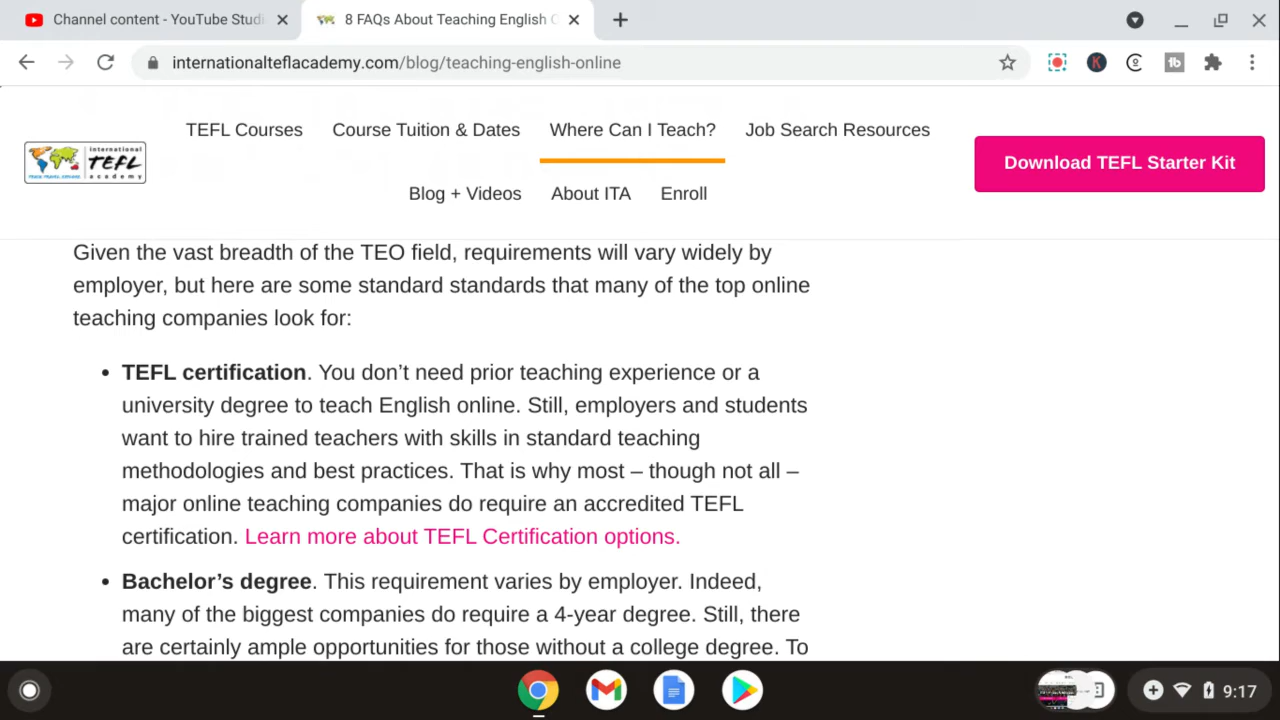 Channel content - YouTube Studi
8 FAQs About Teaching English O
internationalteflacademy.com/blog/teaching-english-online
TEFL Courses
Course Tuition & Dates
Where Can I Teach?
Job Search Resources
international
TEFL
academy
Download TEFL Starter Kit
Blog + Videos
About ITA
Enroll
Given the vast breadth of the TEO field, requirements will vary widely by
employer, but here are some standard standards that many of the top online
teaching companies look for:
• TEFL certification. You don’t need prior teaching experience or a
university degree to teach English online. Still, employers and students
want to hire trained teachers with skills in standard teaching
methodologies and best practices. That is why most – though not all –
major online teaching companies do require an accredited TEFL
certification. Learn more about TEFL Certification options.
• Bachelor’s degree. This requirement varies by employer. Indeed,
many of the biggest companies do require a 4-year degree. Still, there
are certainly ample opportunities for those without a college degree. To
9:17